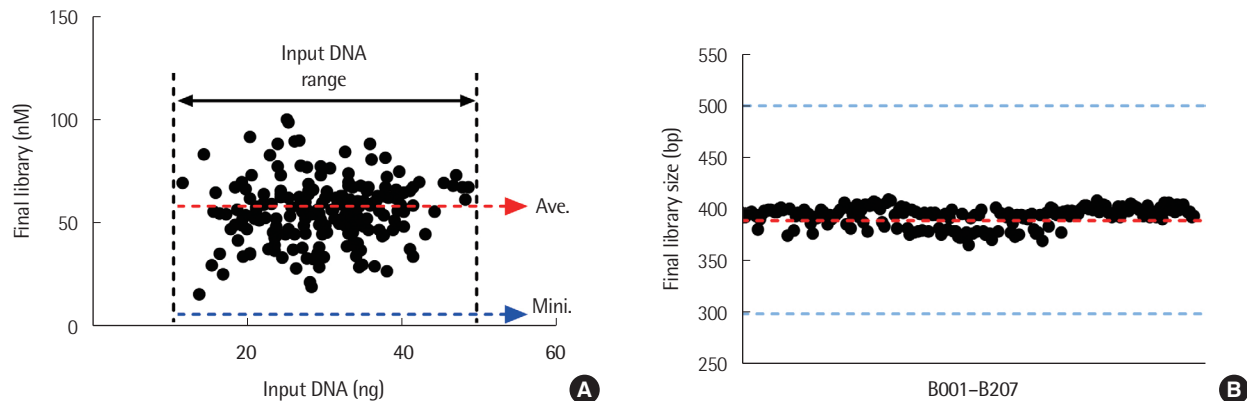 150
100
50
0
Final library (nM)
Input DNA
range
Ave.
Mini.
20
40
60
Input DNA (ng)
A
550
500
450
400
350
300
250
Final library size (bp)
B001–B207
B